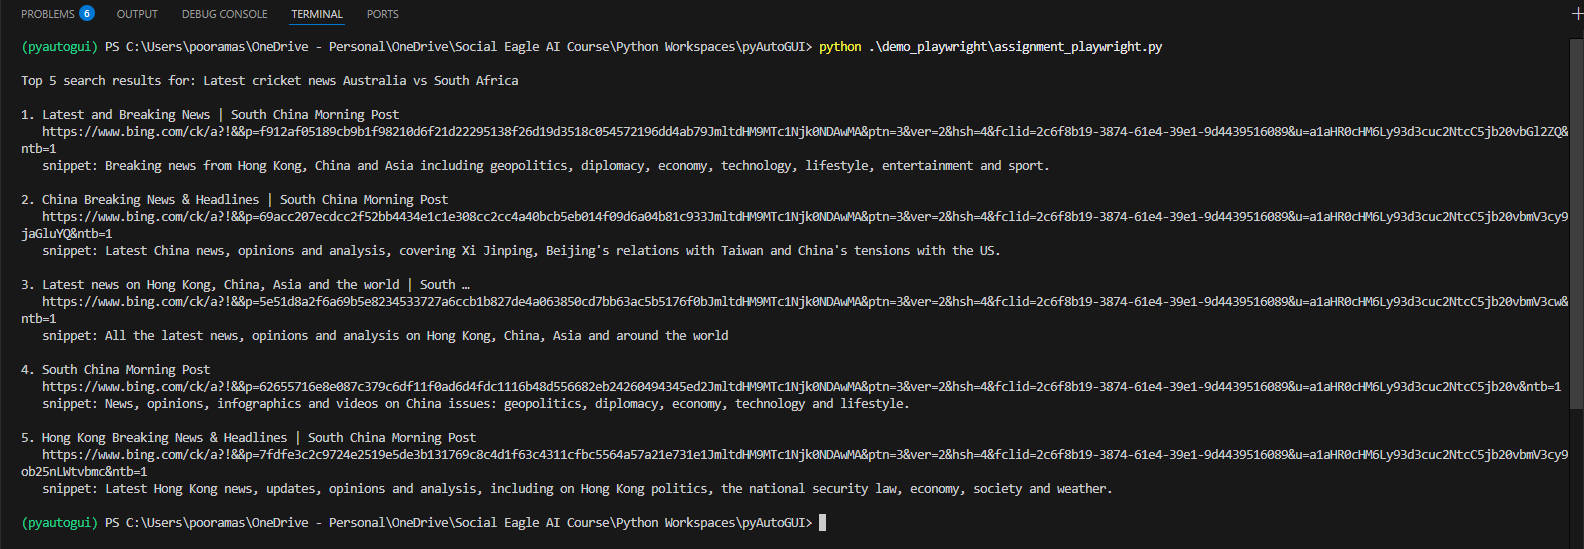 PROBLEMS 6 OUTPUT DEBUG CONSOLE TERMINAL PORTS
(pyautogui) PS C:\Users\pooramas\OneDrive - Personal\OneDrive\Social Eagle AI Course\Python Workspaces\pyAutoGUI> python .\demo_playwright\assignment_playwright.py
Top 5 search results for: Latest cricket news Australia vs South Africa
1. Latest and Breaking News | South China Morning Post
https://www.bing.com/ck/a?!&&p=f912af05189cb9b1f98210d6f21d22295138f26d19d3518c054572196dd4ab79JmltdHM9MTc1Njk0NDAwMA&ptn=3&ver=2&hsh=4&fclid=2c6f8b19-3874-61e4-39e1-9d4439516089&u=a1aHR0cHM6Ly93d3cuc2NtcC5jb20vbGl2ZQ&
ntb=1
snippet: Breaking news from Hong Kong, China and Asia including geopolitics, diplomacy, economy, technology, lifestyle, entertainment and sport.
2. China Breaking News & Headlines | South China Morning Post
https://www.bing.com/ck/a?!&&p=69acc207ecdcc2f52bb4434e1c1e308cc2cc4a40bcb5eb014f09d6a04b81c933JmltdHM9MTc1Njk0NDAwMA&ptn=3&ver=2&hsh=4&fclid=2c6f8b19-3874-61e4-39e1-9d4439516089&u=a1aHR0cHM6Ly93d3cuc2NtcC5jb20vbmV3cy9
jaGluYQ&ntb=1
snippet: Latest China news, opinions and analysis, covering Xi Jinping, Beijing's relations with Taiwan and China's tensions with the US.
3. Latest news on Hong Kong, China, Asia and the world | South …
https://www.bing.com/ck/a?!&&p=5e51d8a2f6a69b5e8234533727a6ccb1b827de4a063850cd7bb63ac5b5176f0bJmltdHM9MTc1Njk0NDAwMA&ptn=3&ver=2&hsh=4&fclid=2c6f8b19-3874-61e4-39e1-9d4439516089&u=a1aHR0cHM6Ly93d3cuc2NtcC5jb20vbmV3cw&
ntb=1
snippet: All the latest news, opinions and analysis on Hong Kong, China, Asia and around the world
4. South China Morning Post
https://www.bing.com/ck/a?!&&p=62655716e8e087c379c6df11f0ad6d4fdc1116b48d556682eb24260494345ed2JmltdHM9MTc1Njk0NDAwMA&ptn=3&ver=2&hsh=4&fclid=2c6f8b19-3874-61e4-39e1-9d4439516089&u=a1aHR0cHM6Ly93d3cuc2NtcC5jb20v&ntb=1
snippet: News, opinions, infographics and videos on China issues: geopolitics, diplomacy, economy, technology and lifestyle.
5. Hong Kong Breaking News & Headlines | South China Morning Post
https://www.bing.com/ck/a?!&&p=7fdfe3c2c9724e2519e5de3b131769c8c4d1f63c4311cfbc5564a57a21e731e1JmltdHM9MTc1Njk0NDAwMA&ptn=3&ver=2&hsh=4&fclid=2c6f8b19-3874-61e4-39e1-9d4439516089&u=a1aHR0cHM6Ly93d3cuc2NtcC5jb20vbmV3cy9
ob25nLWtvbmc&ntb=1
snippet: Latest Hong Kong news, updates, opinions and analysis, including on Hong Kong politics, the national security law, economy, society and weather.
(pyautogui) PS C:\Users\pooramas\OneDrive - Personal\OneDrive\Social Eagle AI Course\Python Workspaces\pyAutoGUI>